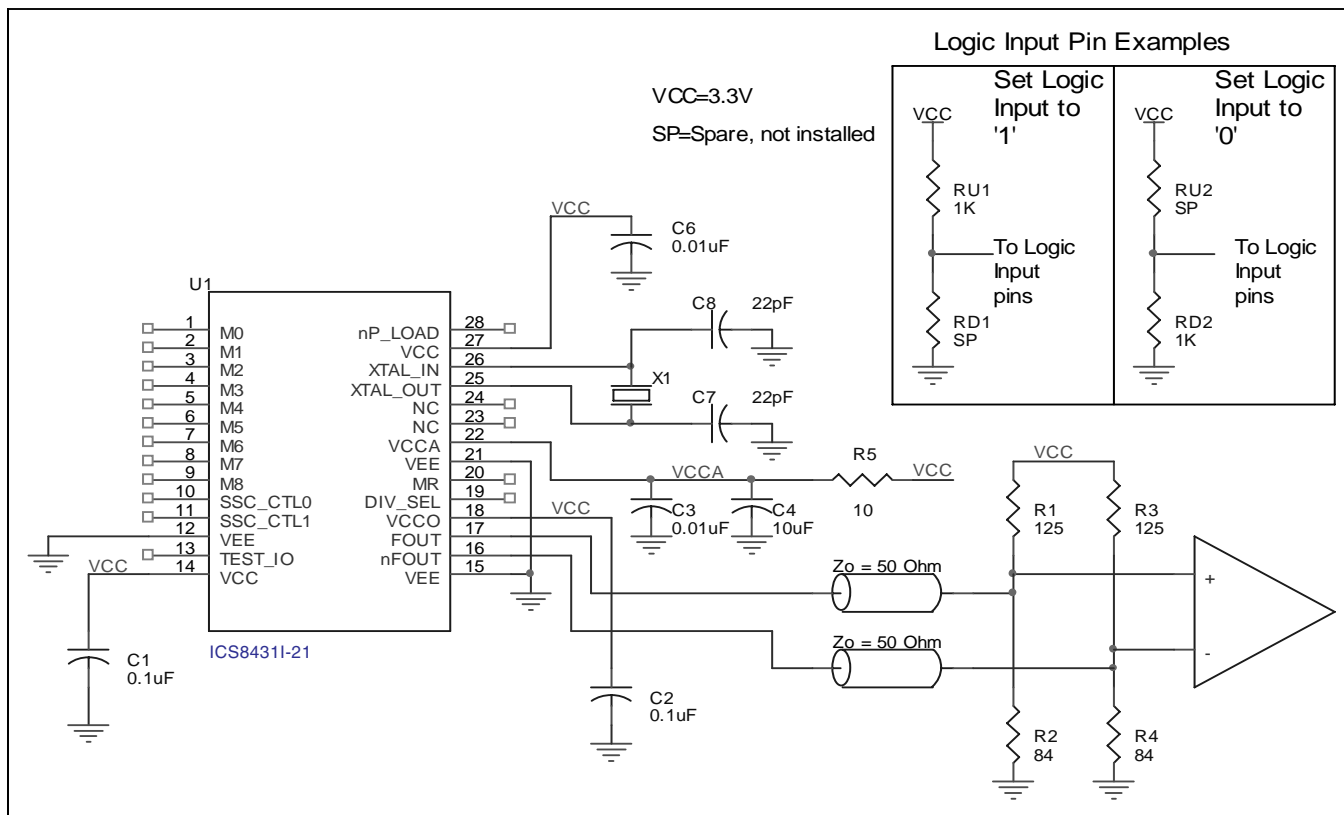 Logic Input Pin Examples
VCC=3.3V
SP=Spare, not installed
Set Logic
Input to
'1'
VCC
RU1
1K
To Logic
Input
pins
RD1
SP
Set Logic
Input to
'0'
VCC
RU2
SP
To Logic
Input
pins
RD2
1K
VCC
C6
0.01uF
U1
1 M0
2 M1
3 M2
4 M3
5 M4
6 M5
7 M6
8 M7
9 M8
10 SSC_CTL0
11 SSC_CTL1
12 VEE
13 TEST_IO
14 VCC
nP_LOAD 28
VCC 27
XTAL_IN 26
XTAL_OUT 25
NC 24
NC 23
VCCA 22
VEE 21
MR 20
DIV_SEL 19
VCCO 18
FOUT 17
nFOUT 16
VEE 15
ICS8431I-21
C8 22pF
X1
C7 22pF
VCCA
R5
10
VCC
C3
0.01uF
C4
10uF
VCC
VCC
C1
0.1uF
C2
0.1uF
Zo = 50 Ohm
Zo = 50 Ohm
VCC
R1
125
R3
125
+
-
R2
84
R4
84